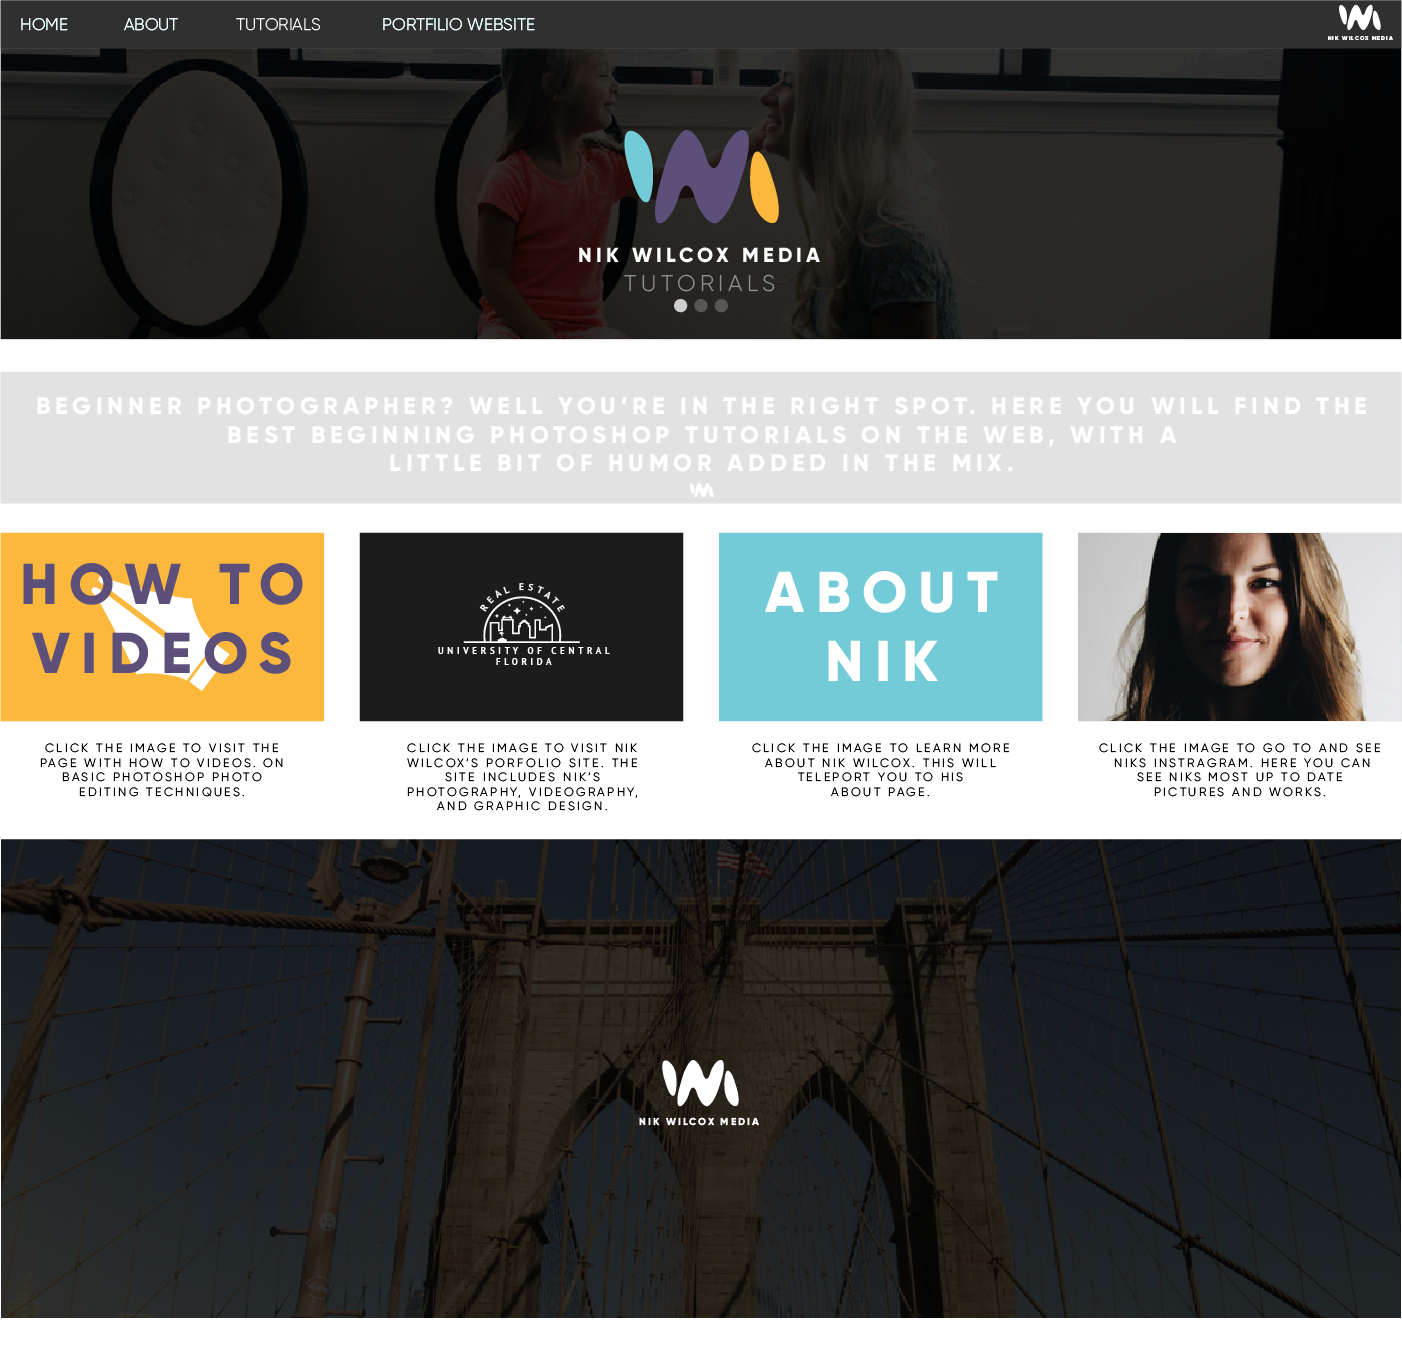 HOME ABOUT TUTORIALS PORTFILIO WEBSITE
NIK WILCOX MEDIA
NIK WILCOX MEDIA
TUTORIALS
BEGINNER PHOTOGRAPHER? WELL YOU'RE IN THE RIGHT SPOT. HERE YOU WILL FIND THE
BEST BEGINNING PHOTOSHOP TUTORIALS ON THE WEB, WITH A
LITTLE BIT OF HUMOR ADDED IN THE MIX.
HOW TO
VIDEOS
CLICK THE IMAGE TO VISIT THE
PAGE WITH HOW TO VIDEOS. ON
BASIC PHOTOSHOP PHOTO
EDITING TECHNIQUES.
REAL ESTATE
UNIVERSITY OF CENTRAL
FLORIDA
CLICK THE IMAGE TO VISIT NIK
WILCOX'S PORFOLIO SITE. THE
SITE INCLUDES NIK'S
PHOTOGRAPHY, VIDEOGRAPHY,
AND GRAPHIC DESIGN.
ABOUT
NIK
CLICK THE IMAGE TO LEARN MORE
ABOUT NIK WILCOX. THIS WILL
TELEPORT YOU TO HIS
ABOUT PAGE.
CLICK THE IMAGE TO GO TO AND SEE
NIKS INSTRAGRAM. HERE YOU CAN
SEE NIKS MOST UP TO DATE
PICTURES AND WORKS.
NIK WILCOX MEDIA